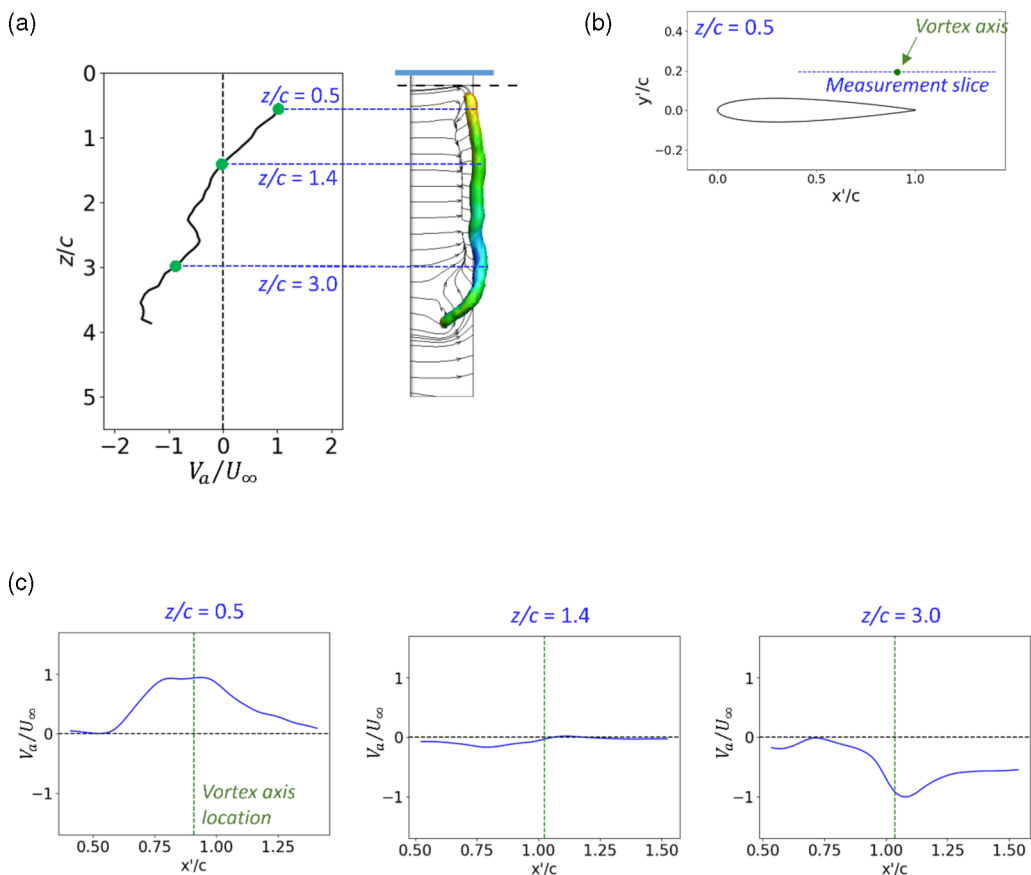 (a)
0
1
2
3
4
5
z/c
−2
−1
0
1
2
V_a/U_∞
z/c = 0.5
z/c = 1.4
z/c = 3.0
(b)
z/c = 0.5
Vortex axis
Measurement slice
0.4
0.2
0.0
−0.2
y'/c
0.0
0.5
1.0
x'/c
(c)
z/c = 0.5
1
0
−1
V_a/U_∞
Vortex axis
location
0.50
0.75
1.00
1.25
x'/c
z/c = 1.4
1
0
−1
V_a/U_∞
0.50
0.75
1.00
1.25
1.50
x'/c
z/c = 3.0
1
0
−1
V_a/U_∞
0.50
0.75
1.00
1.25
1.50
x'/c